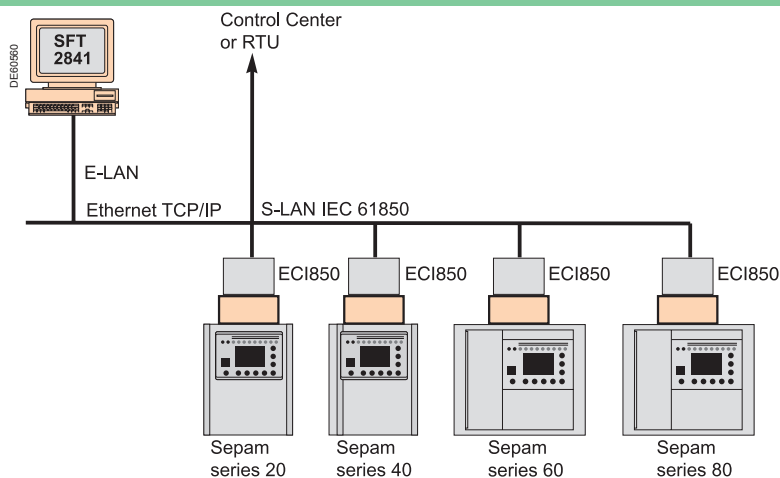 Control Center
or RTU
SFT
2841
DE60560
E-LAN
Ethernet TCP/IP
S-LAN IEC 61850
ECI850
ECI850
ECI850
ECI850
Sepam
series 20
Sepam
series 40
Sepam
series 60
Sepam
series 80